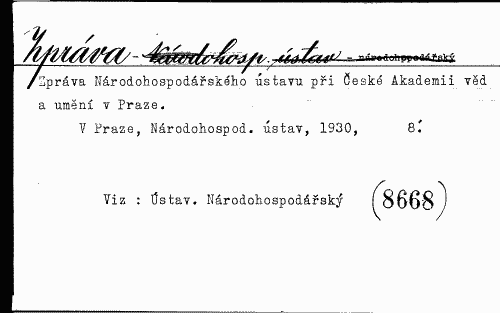 Zpráva - Národohosp. ústav - národohospodářský
Zpráva Národohospodářského ústavu při České Akademii věd
a umění v Praze.
V Praze, Národohospod. ústav, 1930, 8°.
Viz : Ústav. Národohospodářský (8668)